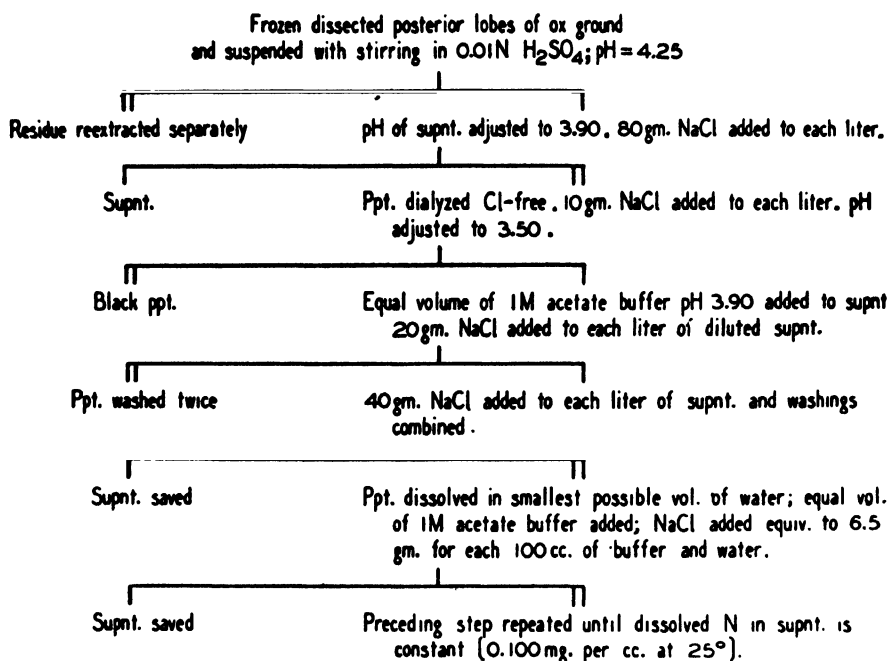 Frozen dissected posterior lobes of ox ground
and suspended with stirring in 0.01N H₂SO₄; pH = 4.25
Residue reextracted separately
pH of supnt. adjusted to 3.90. 80gm. NaCl added to each liter.
Supnt.
Ppt. dialyzed Cl-free. 10gm. NaCl added to each liter. pH
adjusted to 3.50.
Black ppt.
Equal volume of 1M acetate buffer pH 3.90 added to supnt
20gm. NaCl added to each liter of diluted supnt.
Ppt. washed twice
40gm. NaCl added to each liter of supnt. and washings
combined.
Supnt. saved
Ppt. dissolved in smallest possible vol. of water; equal vol.
of 1M acetate buffer added; NaCl added equiv. to 6.5
gm. for each 100cc. of buffer and water.
Supnt. saved
Preceding step repeated until dissolved N in supnt. is
constant (0.100mg. per cc. at 25°).